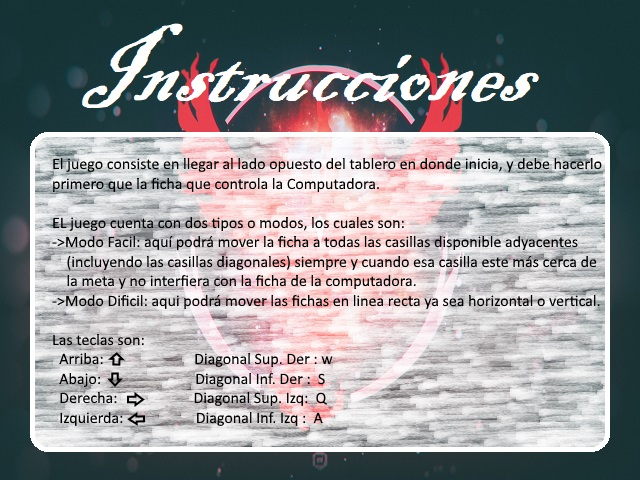 Instrucciones
El juego consiste en llegar al lado opuesto del tablero en donde inicia, y debe hacerlo
primero que la ficha que controla la Computadora.
EL juego cuenta con dos tipos o modos, los cuales son:
->Modo Facil: aquí podrá mover la ficha a todas las casillas disponible adyacentes
(incluyendo las casillas diagonales) siempre y cuando esa casilla este más cerca de
la meta y no interfiera con la ficha de la computadora.
->Modo Dificil: aqui podrá mover las fichas en linea recta ya sea horizontal o vertical.
Las teclas son:
Arriba: ⇧ Diagonal Sup. Der : w
Abajo: ⇩ Diagonal Inf. Der : S
Derecha: ⇨ Diagonal Sup. Izq: Q
Izquierda: ⇦ Diagonal Inf. Izq : A